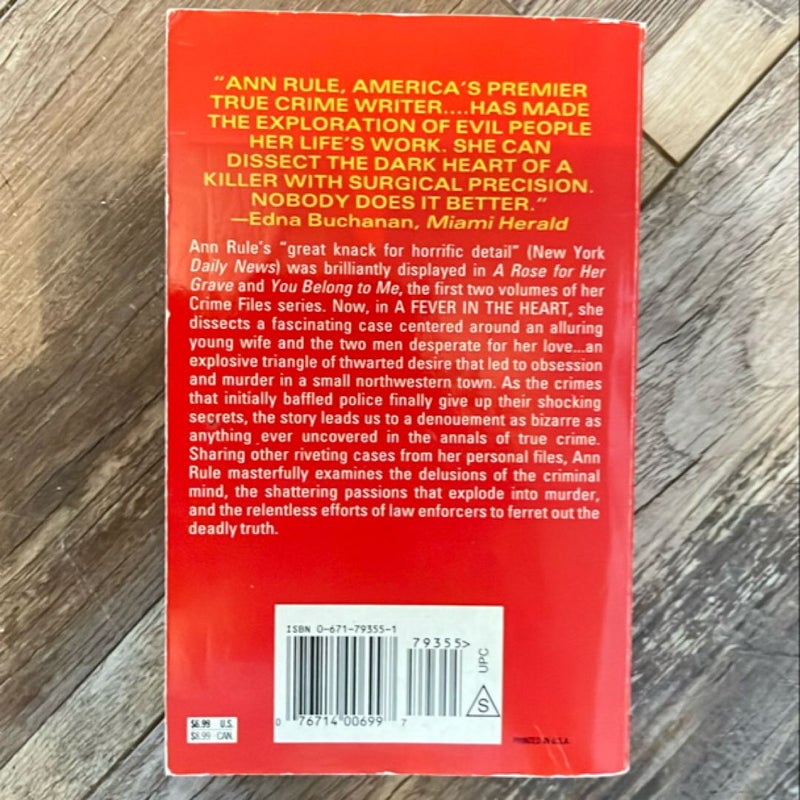 “ANN RULE, AMERICA’S PREMIER
TRUE CRIME WRITER....HAS MADE
THE EXPLORATION OF EVIL PEOPLE
HER LIFE’S WORK. SHE CAN
DISSECT THE DARK HEART OF A
KILLER WITH SURGICAL PRECISION.
NOBODY DOES IT BETTER.”
—Edna Buchanan, Miami Herald
Ann Rule’s “great knack for horrific detail” (New York
Daily News) was brilliantly displayed in A Rose for Her
Grave and You Belong to Me, the first two volumes of her
Crime Files series. Now, in A FEVER IN THE HEART, she
dissects a fascinating case centered around an alluring
young wife and the two men desperate for her love...an
explosive triangle of thwarted desire that led to obsession
and murder in a small northwestern town. As the crimes
that initially baffled police finally give up their shocking
secrets, the story leads us to a denouement as bizarre as
anything ever uncovered in the annals of true crime.
Sharing other riveting cases from her personal files, Ann
Rule masterfully examines the delusions of the criminal
mind, the shattering passions that explode into murder,
and the relentless efforts of law enforcers to ferret out the
deadly truth.
ISBN 0-671-79355-1
79355>
UPC
S
0 76714 00699 7
$6.99 U.S.
$8.99 CAN.
PRINTED IN U.S.A.